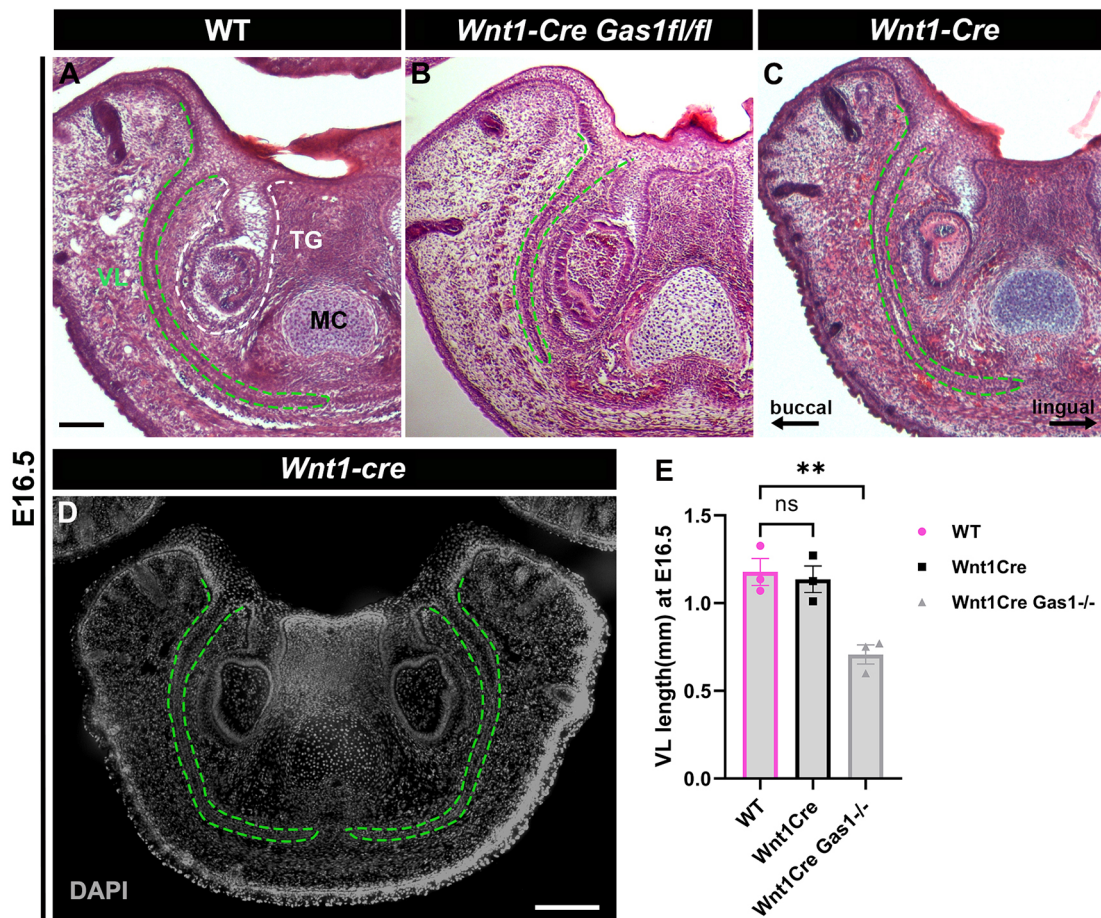 WT
Wnt1-Cre Gas1fl/fl
Wnt1-Cre
E16.5
A
B
C
TG
VL
MC
buccal
lingual
Wnt1-cre
D
DAPI
E
**
ns
VL length(mm) at E16.5
1.5
1.0
0.5
0.0
WT
Wnt1Cre
Wnt1Cre Gas1-/-
WT
Wnt1Cre
Wnt1Cre Gas1-/-